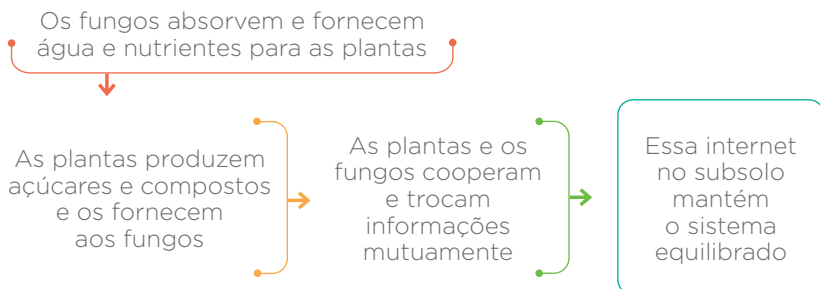 Os fungos absorvem e fornecem
água e nutrientes para as plantas
As plantas produzem
açúcares e compostos
e os fornecem
aos fungos
As plantas e os
fungos cooperam
e trocam
informações
mutuamente
Essa internet
no subsolo
mantém
o sistema
equilibrado